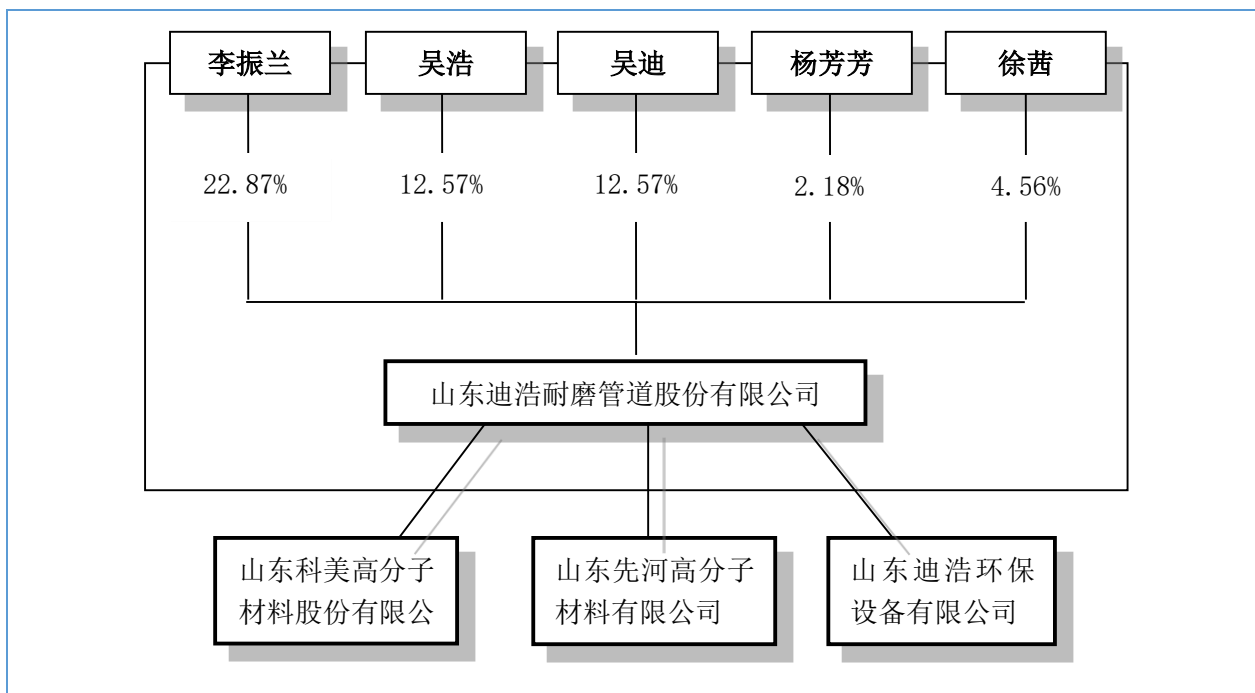 李振兰
吴浩
吴迪
杨芳芳
徐茜
22.87%
12.57%
12.57%
2.18%
4.56%
山东迪浩耐磨管道股份有限公司
山东科美高分子
材料股份有限公
山东先河高分子
材料有限公司
山东迪浩环保
设备有限公司